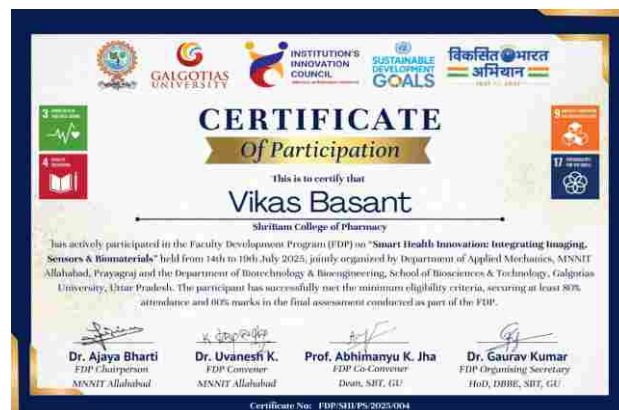 GALGOTIAS
UNIVERSITY
INSTITUTION'S
INNOVATION
COUNCIL
SUSTAINABLE
DEVELOPMENT
GOALS
विकसित भारत
अभियान
3
4
9
17
CERTIFICATE
Of Participation
This is to certify that
Vikas Basant
ShriRam College of Pharmacy
has actively participated in the Faculty Development Program (FDP) on "Smart Health Innovation: Integrating Imaging,
Sensors & Biomaterials" held from 14th to 19th July 2025, jointly organized by Department of Applied Mechanics, MNNIT
Allahabad, Prayagraj and the Department of Biotechnology & Bioengineering, School of Biosciences & Technology, Galgotias
University, Uttar Pradesh. The participant has successfully met the minimum eligibility criteria, securing at least 80%
attendance and 60% marks in the final assessment conducted as part of the FDP.
Dr. Ajaya Bharti
FDP Chairperson
MNNIT Allahabad
Dr. Uvanesh K.
FDP Convener
MNNIT Allahabad
Prof. Abhimanyu K. Jha
FDP Co-Convener
Dean, SBT, GU
Dr. Gaurav Kumar
FDP Organising Secretary
HoD, DBBE, SBT, GU
Certificate No: FDP/SHI/PS/2025/004